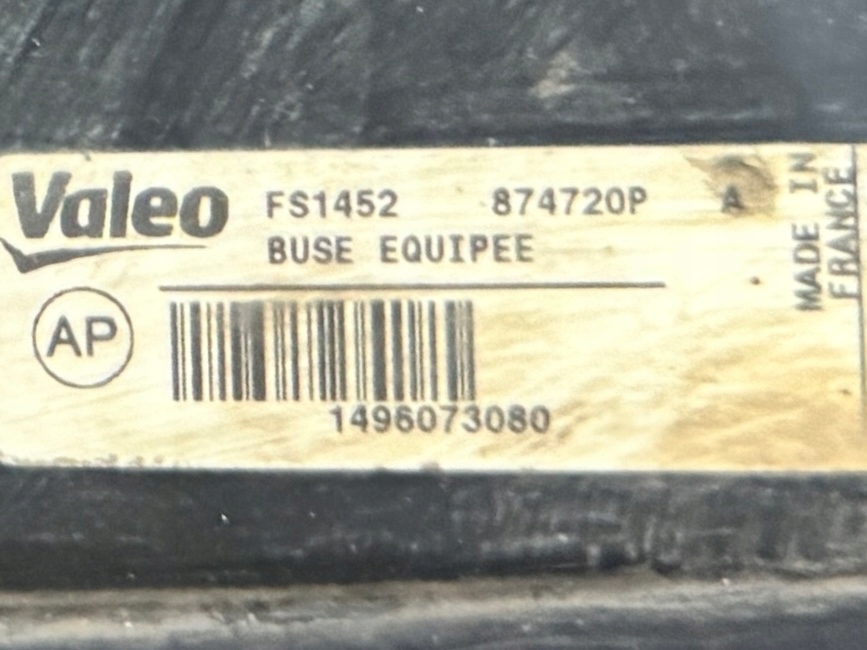 Valeo FS1452 874720P A
BUSE EQUIPEE
AP
1496073080
MADE IN
FRANCE